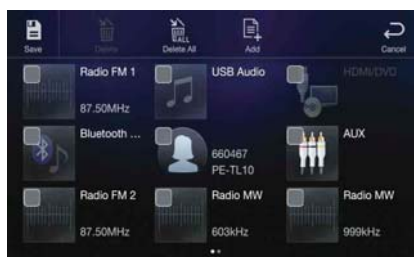 Save
Delete
ALL
Delete All
Add
Cancel
Radio FM 1
87.50MHz
USB Audio
HDMI/DVD
Bluetooth ...
660467
PE-TL10
AUX
Radio FM 2
87.50MHz
Radio MW
603kHz
Radio MW
999kHz